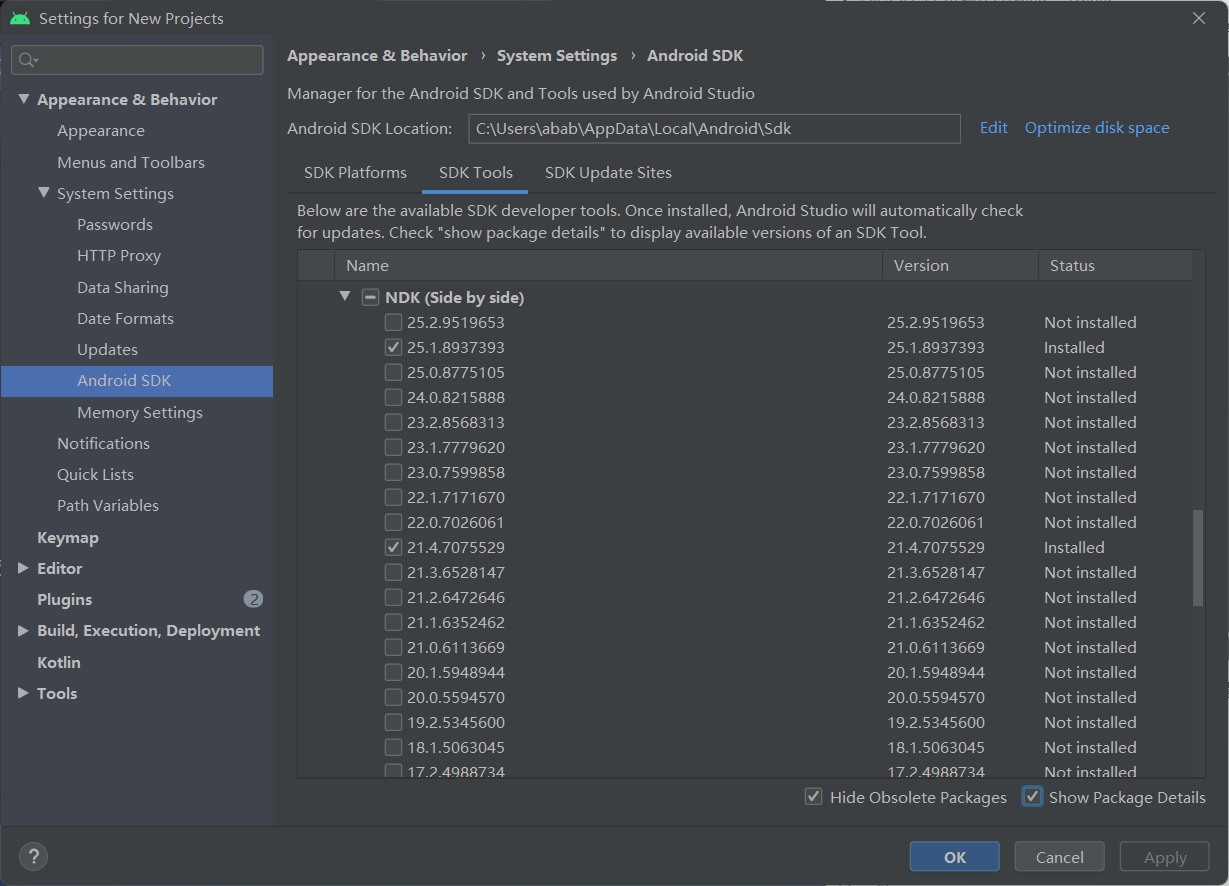 Settings for New Projects
Appearance & Behavior
Appearance
Menus and Toolbars
System Settings
Passwords
HTTP Proxy
Data Sharing
Date Formats
Updates
Android SDK
Memory Settings
Notifications
Quick Lists
Path Variables
Keymap
Editor
Plugins 2
Build, Execution, Deployment
Kotlin
Tools
Appearance & Behavior › System Settings › Android SDK
Manager for the Android SDK and Tools used by Android Studio
Android SDK Location: C:\Users\abab\AppData\Local\Android\Sdk Edit Optimize disk space
SDK Platforms SDK Tools SDK Update Sites
Below are the available SDK developer tools. Once installed, Android Studio will automatically check
for updates. Check "show package details" to display available versions of an SDK Tool.
Name Version Status
NDK (Side by side)
25.2.9519653 25.2.9519653 Not installed
25.1.8937393 25.1.8937393 Installed
25.0.8775105 25.0.8775105 Not installed
24.0.8215888 24.0.8215888 Not installed
23.2.8568313 23.2.8568313 Not installed
23.1.7779620 23.1.7779620 Not installed
23.0.7599858 23.0.7599858 Not installed
22.1.7171670 22.1.7171670 Not installed
22.0.7026061 22.0.7026061 Not installed
21.4.7075529 21.4.7075529 Installed
21.3.6528147 21.3.6528147 Not installed
21.2.6472646 21.2.6472646 Not installed
21.1.6352462 21.1.6352462 Not installed
21.0.6113669 21.0.6113669 Not installed
20.1.5948944 20.1.5948944 Not installed
20.0.5594570 20.0.5594570 Not installed
19.2.5345600 19.2.5345600 Not installed
18.1.5063045 18.1.5063045 Not installed
17.2.4988734 17.2.4988734 Not installed
Hide Obsolete Packages Show Package Details
? OK Cancel Apply